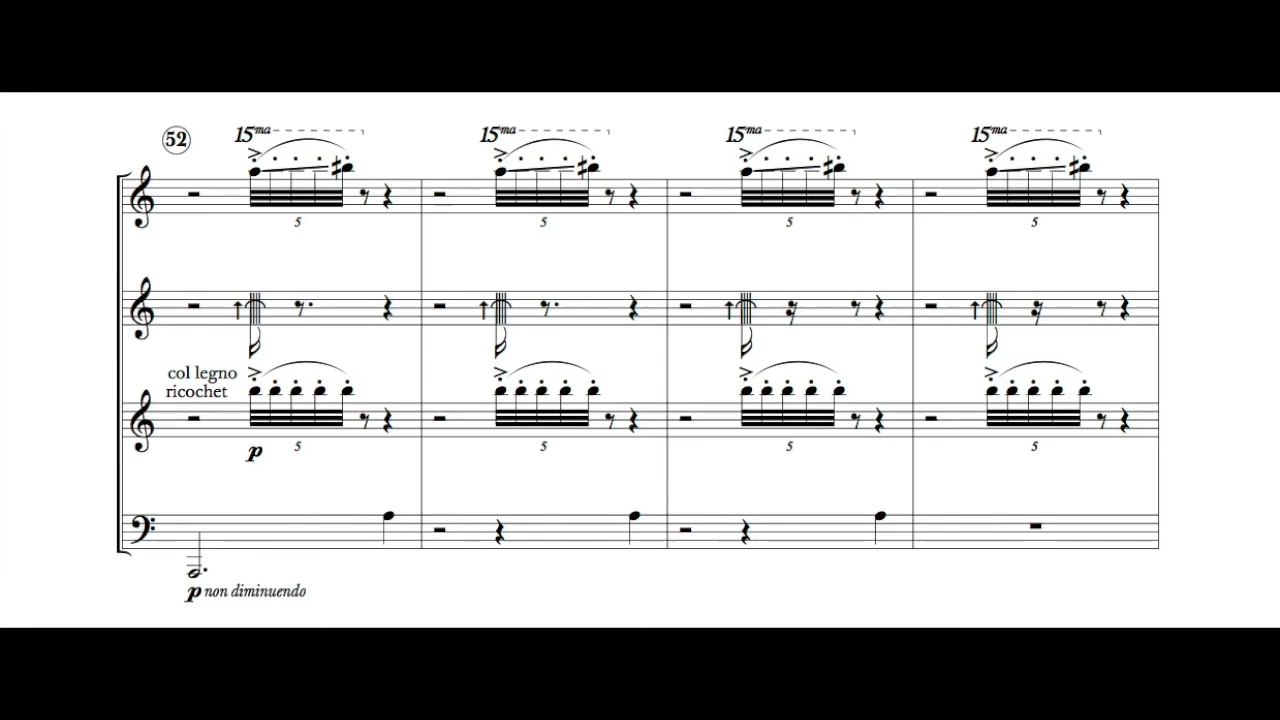 52
15ma 15ma 15ma 15ma
5 5 5 5
col legno
ricochet
p 5 5 5 5
p non diminuendo